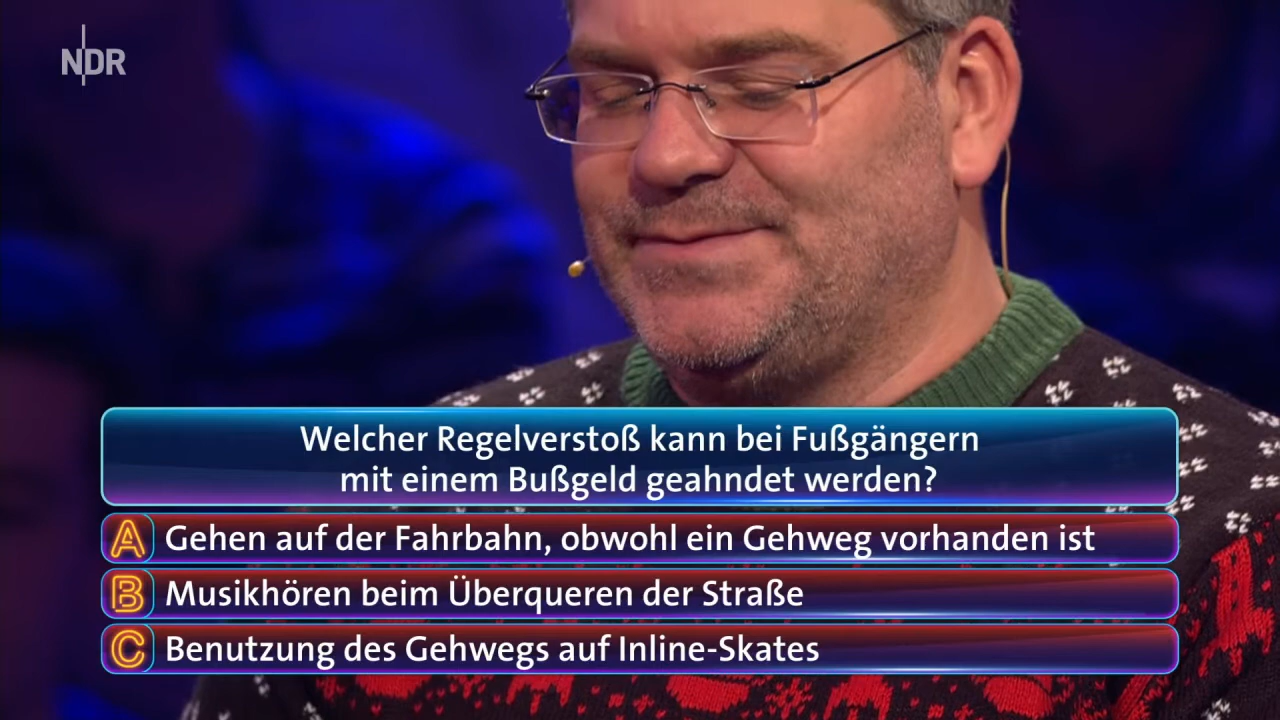 NDR
Welcher Regelverstoß kann bei Fußgängern
mit einem Bußgeld geahndet werden?
A Gehen auf der Fahrbahn, obwohl ein Gehweg vorhanden ist
B Musikhören beim Überqueren der Straße
C Benutzung des Gehwegs auf Inline-Skates